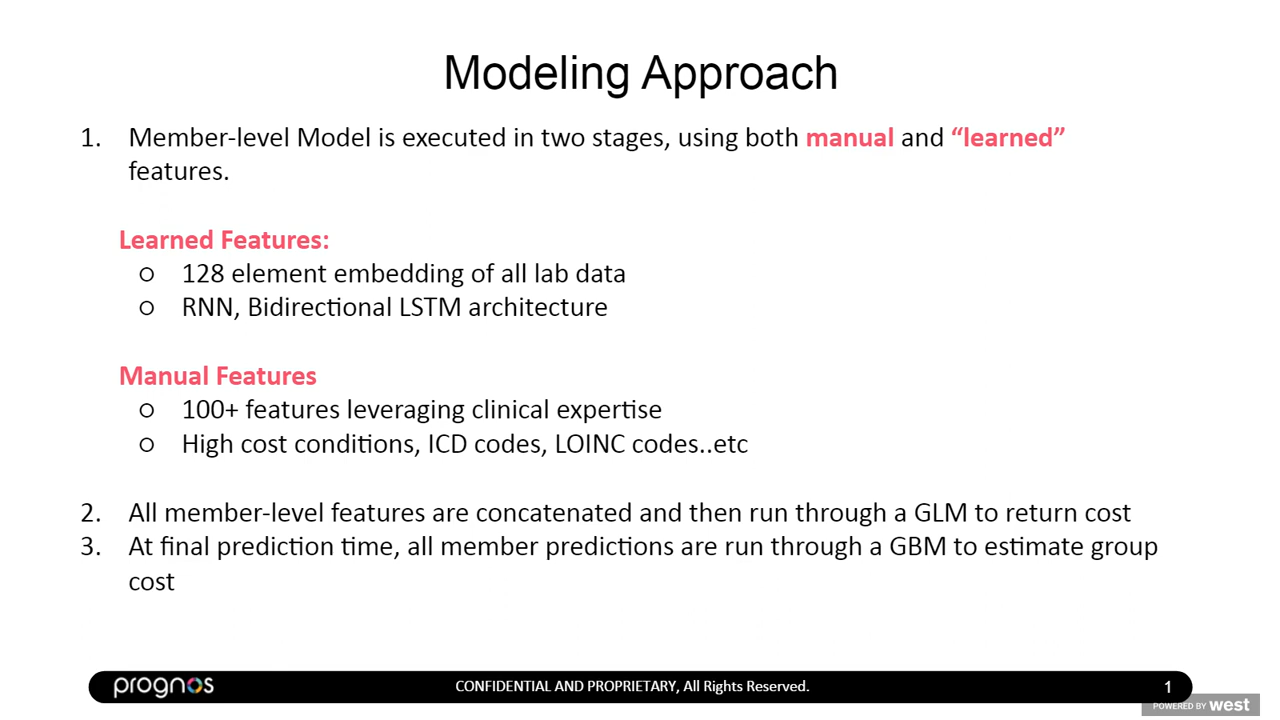 Modeling Approach
1. Member-level Model is executed in two stages, using both manual and “learned”
features.
Learned Features:
○ 128 element embedding of all lab data
○ RNN, Bidirectional LSTM architecture
Manual Features
○ 100+ features leveraging clinical expertise
○ High cost conditions, ICD codes, LOINC codes..etc
2. All member-level features are concatenated and then run through a GLM to return cost
3. At final prediction time, all member predictions are run through a GBM to estimate group
cost
prognos
CONFIDENTIAL AND PROPRIETARY, All Rights Reserved.
1
POWERED BY west